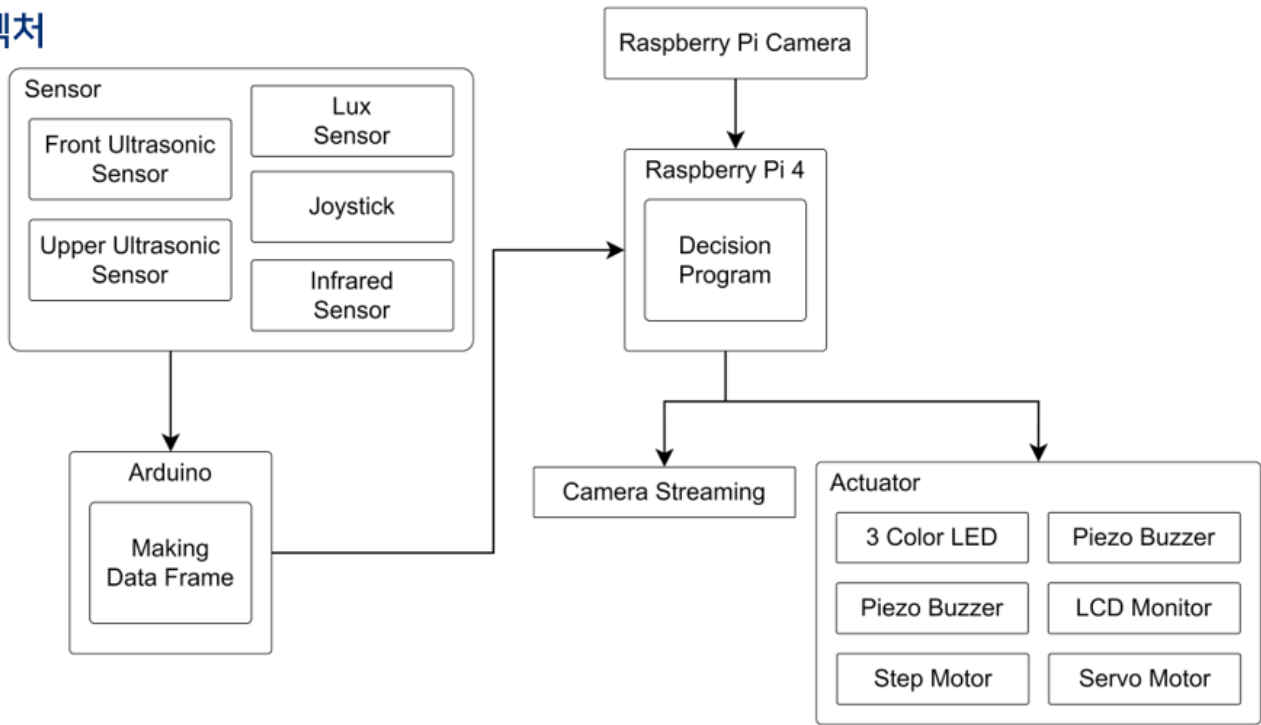 처
Raspberry Pi Camera
Sensor
Front Ultrasonic
Sensor
Upper Ultrasonic
Sensor
Lux
Sensor
Joystick
Infrared
Sensor
Raspberry Pi 4
Decision
Program
Arduino
Making
Data Frame
Camera Streaming
Actuator
3 Color LED
Piezo Buzzer
Piezo Buzzer
LCD Monitor
Step Motor
Servo Motor